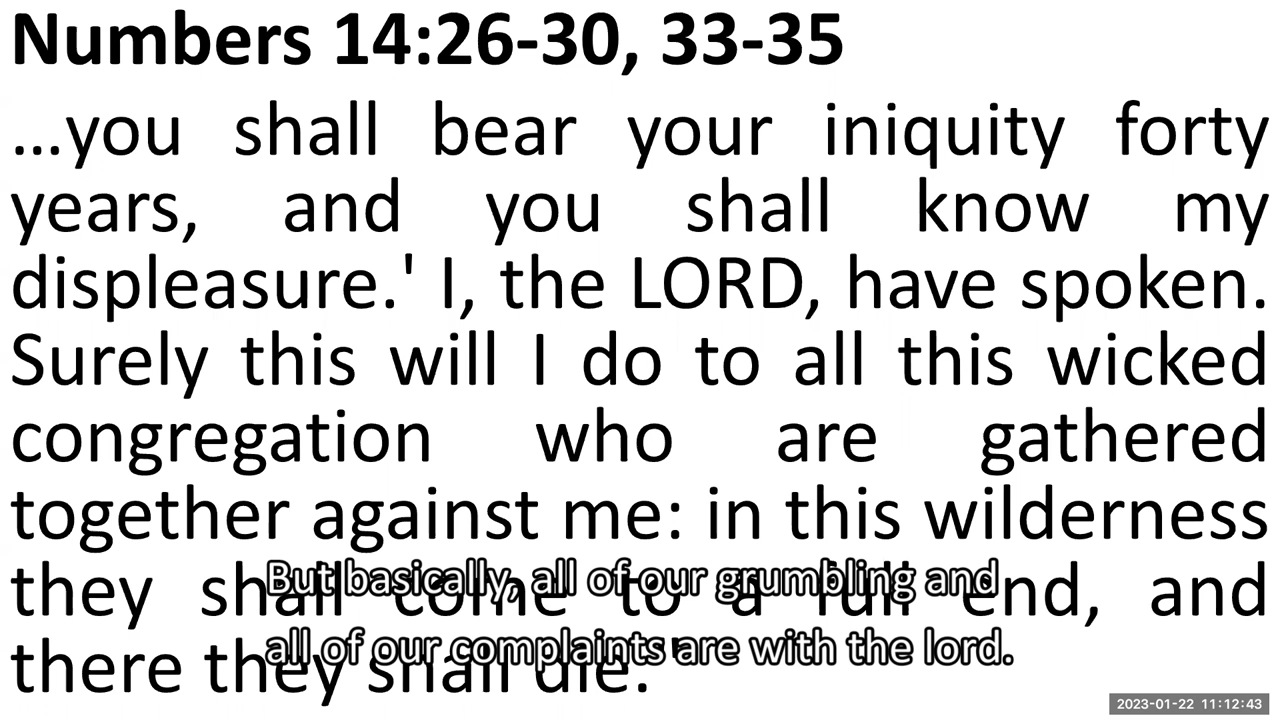 Numbers 14:26-30, 33-35
...you shall bear your iniquity forty
years, and you shall know my
displeasure.' I, the LORD, have spoken.
Surely this will I do to all this wicked
congregation who are gathered
together against me: in this wilderness
they shall come to a full end, and
there they shall die."
But basically, all of our grumbling and
all of our complaints are with the lord.
2023-01-22 11:12:43